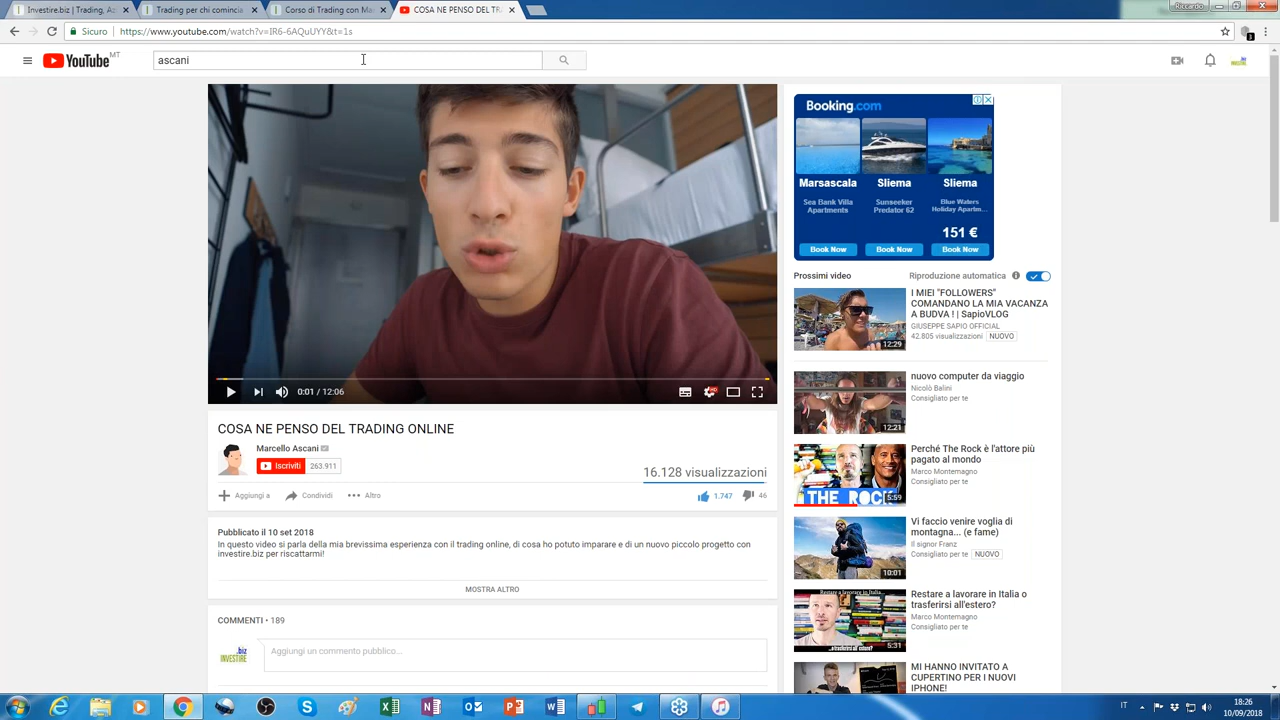 Riccardo
Investire.biz | Trading, As
Trading per chi comincia
Corso di Trading con Ma
COSA NE PENSO DEL TR
Sicuro
https://www.youtube.com/watch?v=IR6-6AQuUYY&t=1s
YouTube MT
ascani
Booking.com
Marsascala
Sliema
Sliema
Sea Bank Villa
Apartments
Sunseeker
Predator 62
Blue Waters
Holiday Apartm...
151 €
Book Now
Book Now
Book Now
0:01 / 12:06
HD
COSA NE PENSO DEL TRADING ONLINE
Marcello Ascani
Iscriviti
263.911
16.128 visualizzazioni
Aggiungi a
Condividi
Altro
1.747
46
Pubblicato il 10 set 2018
In questo video si parla della mia brevissima esperienza con il trading online, di cosa ho potuto imparare e di un nuovo piccolo progetto con
investire.biz per riscattarmi!
MOSTRA ALTRO
COMMENTI • 189
.biz
INVESTIRE
Aggiungi un commento pubblico...
Prossimi video
Riproduzione automatica
I MIEI "FOLLOWERS"
COMANDANO LA MIA VACANZA
A BUDVA ! | SapioVLOG
GIUSEPPE SAPIO OFFICIAL
42.805 visualizzazioni
NUOVO
12:29
nuovo computer da viaggio
Nicolò Balini
Consigliato per te
12:21
Perché The Rock è l'attore più
pagato al mondo
Marco Montemagno
Consigliato per te
THE ROCK
5:59
Vi faccio venire voglia di
montagna... (e fame)
Il signor Franz
Consigliato per te
NUOVO
10:01
Restare a lavorare in Italia o
trasferirsi all'estero?
Marco Montemagno
Consigliato per te
Restare a lavorare in Italia...
...o trasferirsi all'estero?
5:31
MI HANNO INVITATO A
CUPERTINO PER I NUOVI
IPHONE!
IT
18:26
10/09/2018